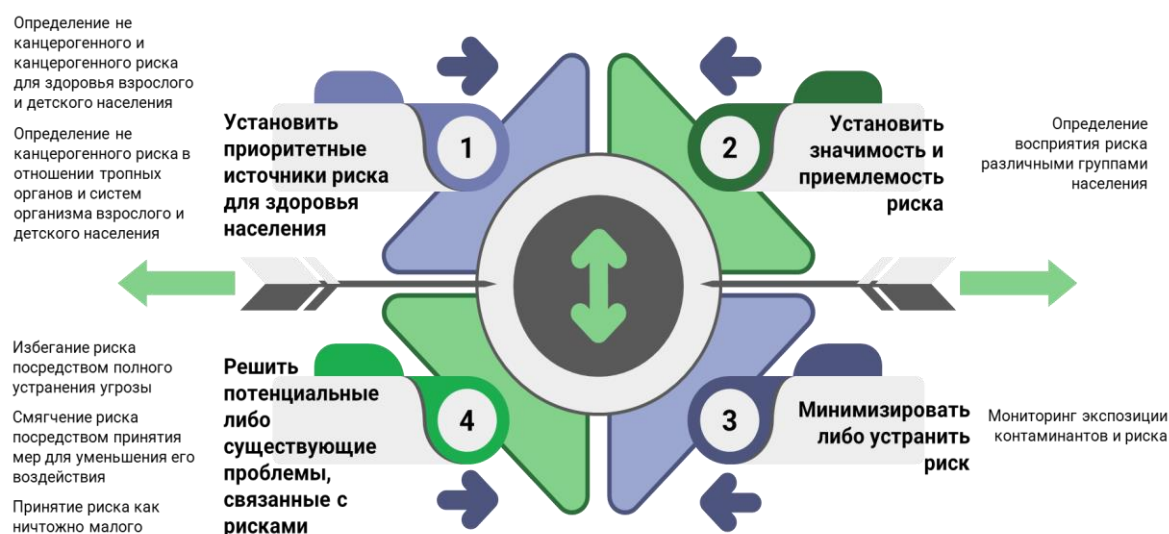 Определение не
канцерогенного и
канцерогенного риска
для здоровья взрослого
и детского населения
Определение не
канцерогенного риска в
отношении тропных
органов и систем
организма взрослого и
детского населения
Установить
приоритетные
источники риска
для здоровья
населения
1
2
Установить
значимость и
приемлемость
риска
Определение
восприятия риска
различными группами
населения
Избегание риска
посредством полного
устранения угрозы
Смягчение риска
посредством принятия
мер для уменьшения его
воздействия
Принятие риска как
ничтожно малого
Решить
потенциальные
либо
существующие
проблемы,
связанные с
рисками
4
3
Минимизировать
либо устранить
риск
Мониторинг экспозиции
контаминантов и риска